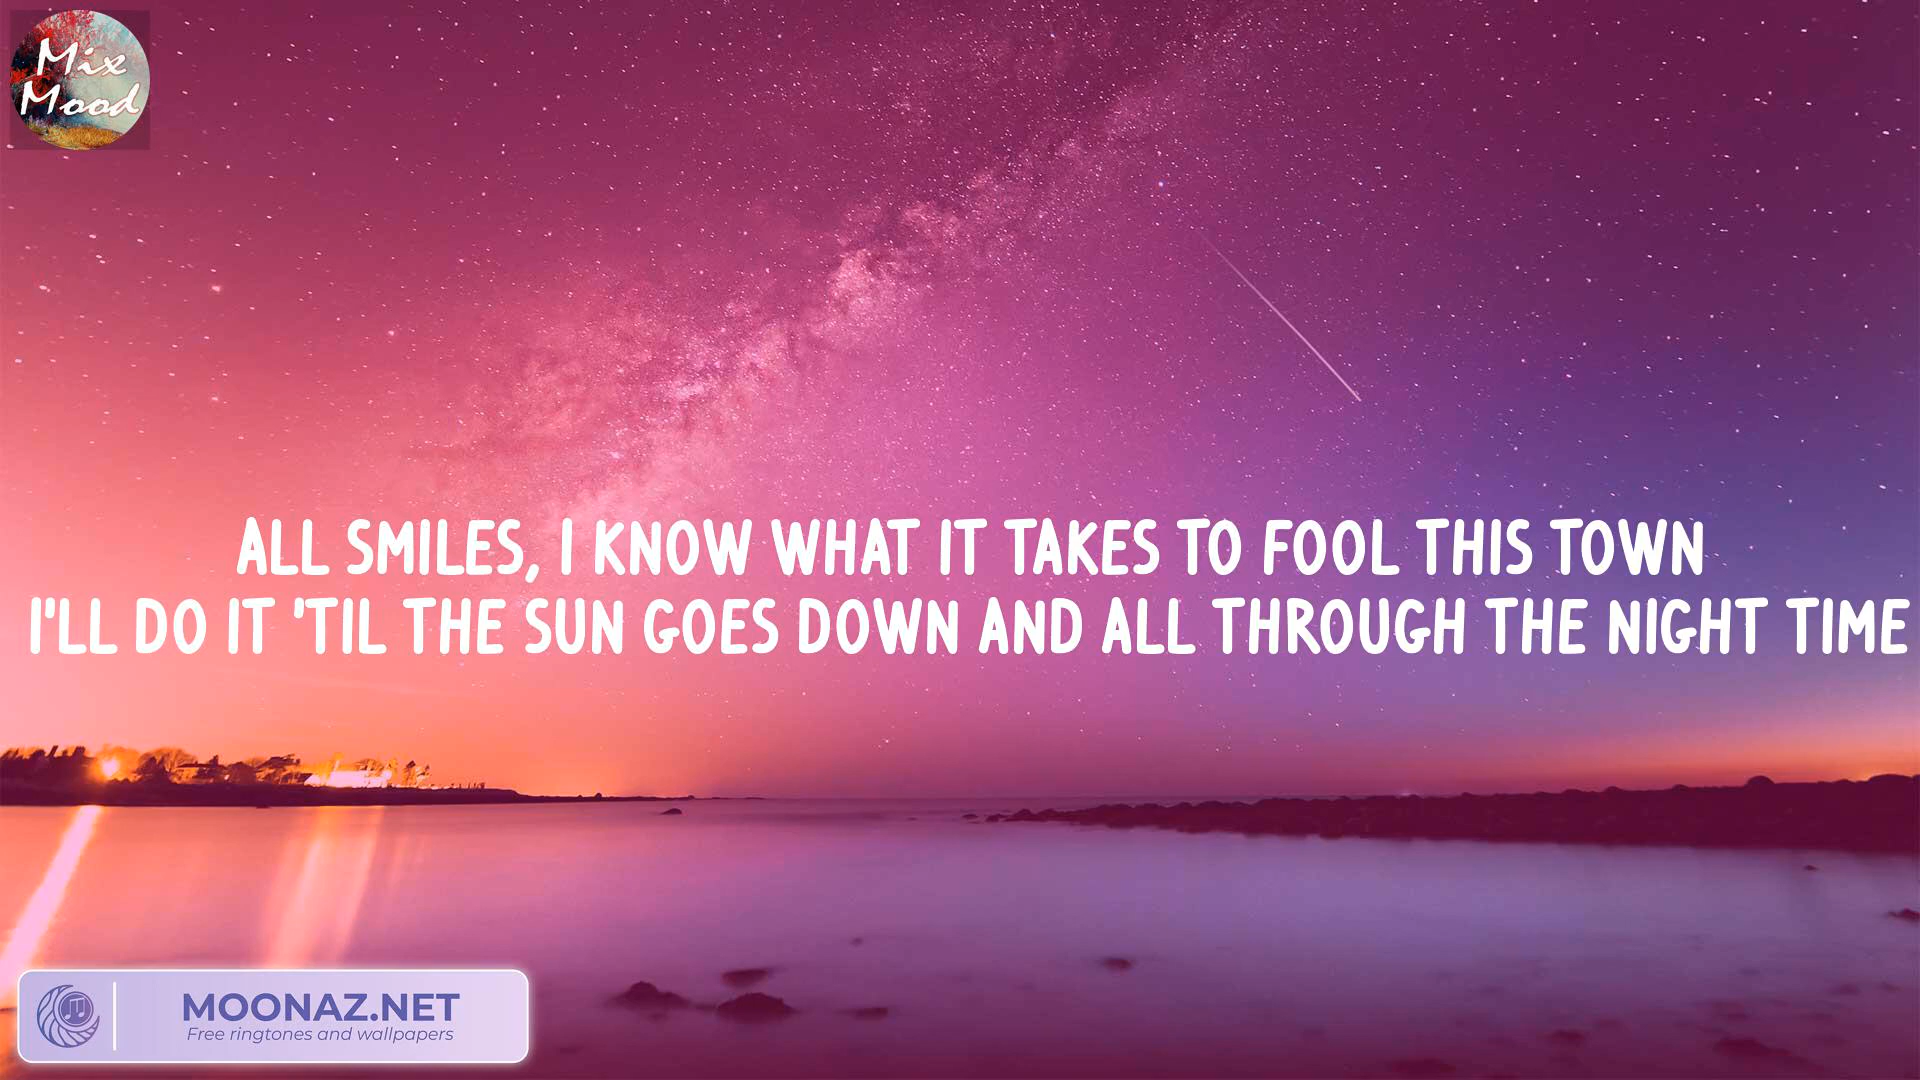 Mix
Mood
ALL SMILES, I KNOW WHAT IT TAKES TO FOOL THIS TOWN
I'LL DO IT 'TIL THE SUN GOES DOWN AND ALL THROUGH THE NIGHT TIME
MOONAZ.NET
Free ringtones and wallpapers